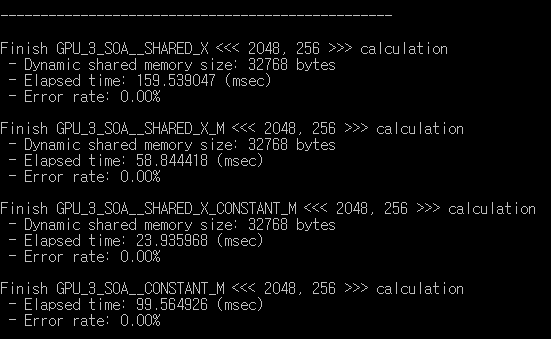 -------------------------------------------------
Finish GPU_3_SOA__SHARED_X <<< 2048, 256 >>> calculation
- Dynamic shared memory size: 32768 bytes
- Elapsed time: 159.539047 (msec)
- Error rate: 0.00%
Finish GPU_3_SOA__SHARED_X_M <<< 2048, 256 >>> calculation
- Dynamic shared memory size: 32768 bytes
- Elapsed time: 58.844418 (msec)
- Error rate: 0.00%
Finish GPU_3_SOA__SHARED_X_CONSTANT_M <<< 2048, 256 >>> calculation
- Dynamic shared memory size: 32768 bytes
- Elapsed time: 23.935968 (msec)
- Error rate: 0.00%
Finish GPU_3_SOA__CONSTANT_M <<< 2048, 256 >>> calculation
- Elapsed time: 99.564926 (msec)
- Error rate: 0.00%